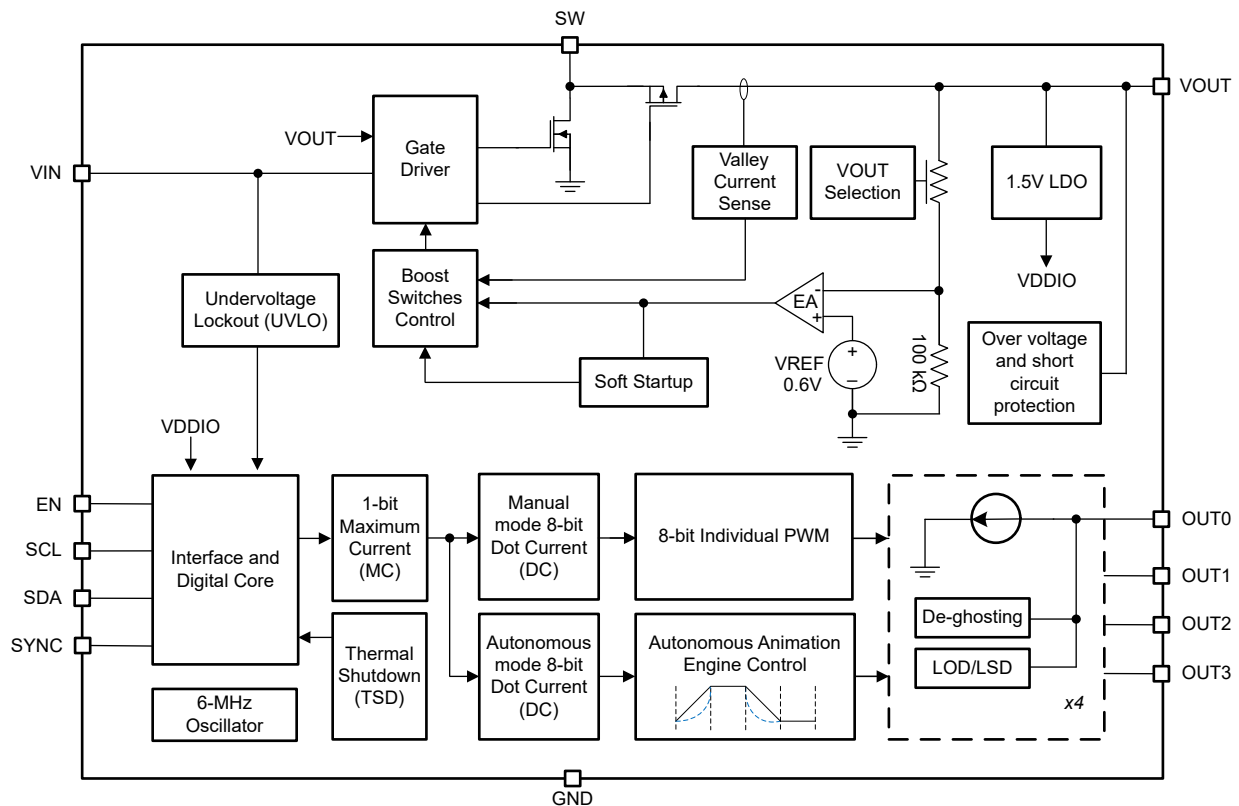 SW
VOUT
VOUT
VIN
Gate
Driver
Valley
Current
Sense
VOUT
Selection
1.5V LDO
VDDIO
Undervoltage
Lockout (UVLO)
Boost
Switches
Control
EA
-
+
VREF
0.6V
+
–
100 kΩ
Over voltage
and short
circuit
protection
Soft Startup
VDDIO
EN
SCL
SDA
SYNC
Interface and
Digital Core
1-bit
Maximum
Current
(MC)
Manual
mode 8-bit
Dot Current
(DC)
8-bit Individual PWM
Thermal
Shutdown
(TSD)
Autonomous
mode 8-bit
Dot Current
(DC)
Autonomous Animation
Engine Control
6-MHz
Oscillator
De-ghosting
LOD/LSD
x4
OUT0
OUT1
OUT2
OUT3
GND